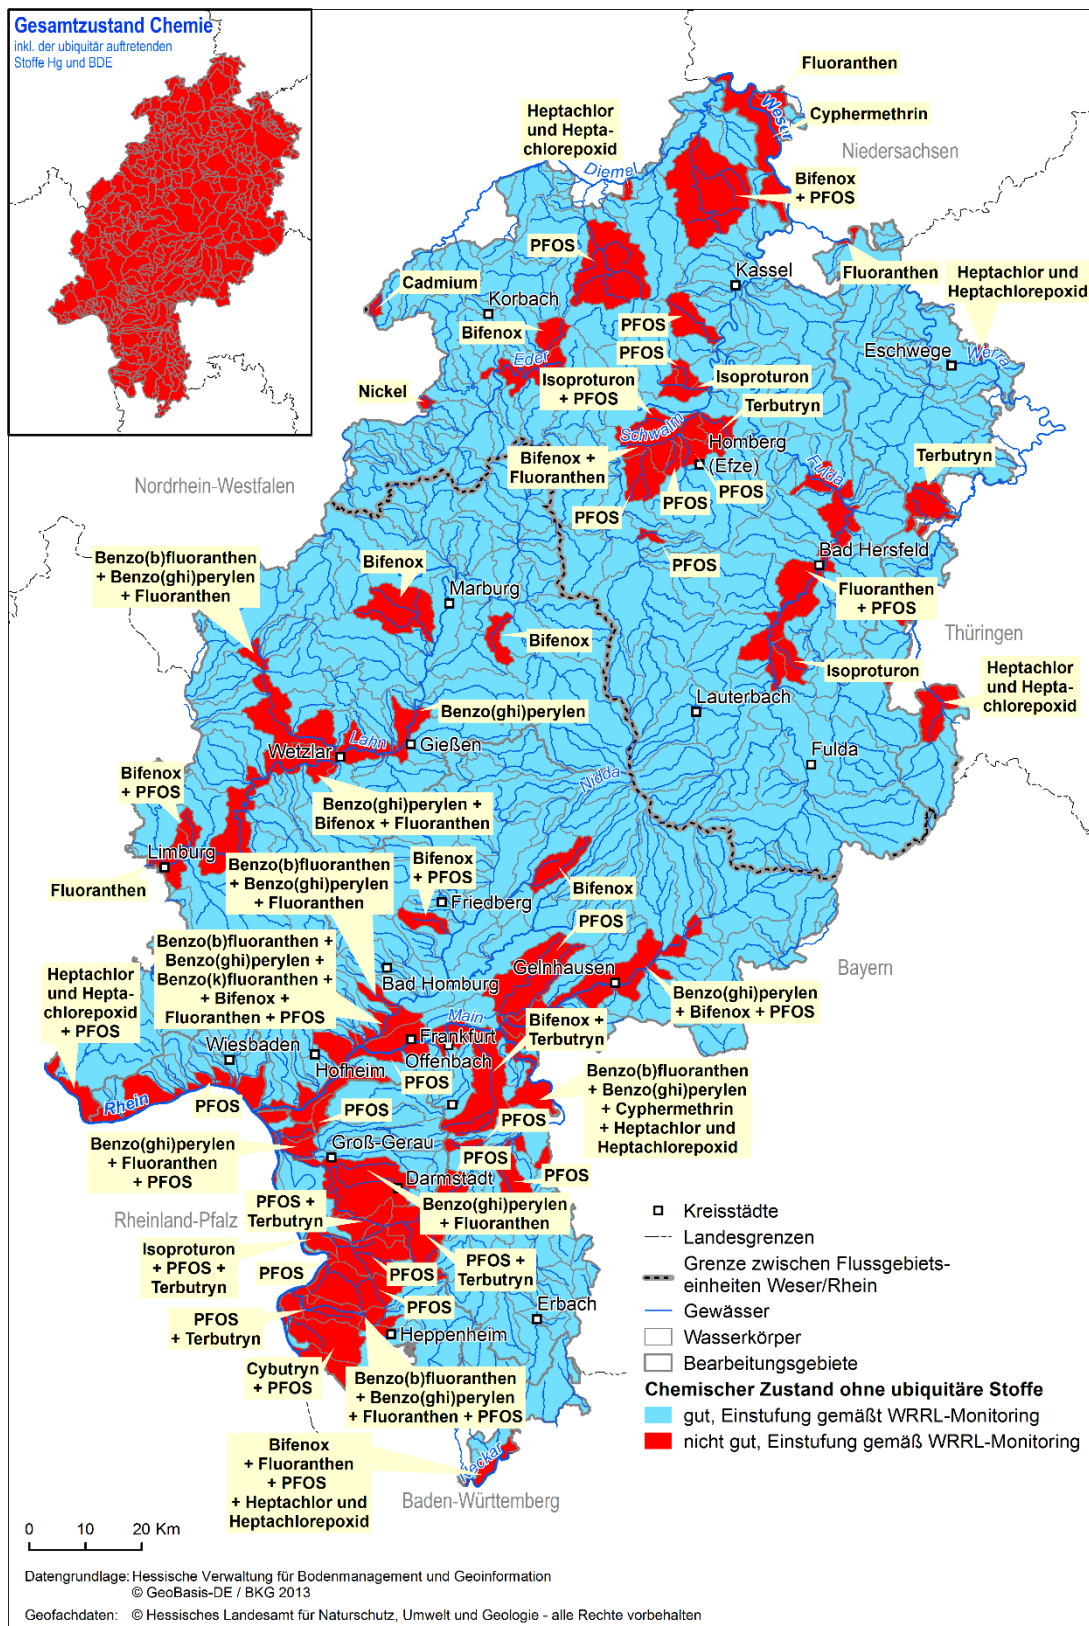 Gesamtzustand Chemie
inkl. der ubiquitär auftretenden
Stoffe Hg und BDE
Fluoranthen
Weser
Cyphermethrin
Heptachlor
und Hepta-
chlorepoxid
Diemel
Niedersachsen
Bifenox
+ PFOS
PFOS
Kassel
Fluoranthen
Heptachlor und
Heptachlorepoxid
Cadmium
Korbach
Bifenox
PFOS
PFOS
Eder
Eschwege
Werra
Isoproturon
+ PFOS
Isoproturon
Nickel
Terbutryn
Schwalm
Homberg
(Efze)
Bifenox +
Fluoranthen
Fulda
Terbutryn
Nordrhein-Westfalen
PFOS
PFOS
PFOS
PFOS
Bad Hersfeld
Benzo(b)fluoranthen
+ Benzo(ghi)perylen
+ Fluoranthen
Bifenox
Marburg
Fluoranthen
+ PFOS
Thüringen
Bifenox
Isoproturon
Heptachlor
und Hepta-
chlorepoxid
Lauterbach
Benzo(ghi)perylen
Lahn
Gießen
Wetzlar
Fulda
Nidda
Bifenox
+ PFOS
Benzo(ghi)perylen +
Bifenox + Fluoranthen
Limburg
Fluoranthen
Benzo(b)fluoranthen
+ Benzo(ghi)perylen
+ Fluoranthen
Bifenox
+ PFOS
Friedberg
Bifenox
PFOS
Benzo(b)fluoranthen +
Benzo(ghi)perylen +
Benzo(k)fluoranthen +
+ Bifenox +
Fluoranthen + PFOS
Bad Homburg
Gelnhausen
Bayern
Heptachlor
und Hepta-
chlorepoxid
+ PFOS
Benzo(ghi)perylen
+ Bifenox + PFOS
Main
Bifenox +
Terbutryn
Wiesbaden
Frankfurt
Offenbach
Hofheim
PFOS
Benzo(b)fluoranthen
+ Benzo(ghi)perylen
+ Cyphermethrin
+ Heptachlor und
Heptachlorepoxid
Rhein
PFOS
PFOS
PFOS
Benzo(ghi)perylen
+ Fluoranthen
+ PFOS
Groß-Gerau
PFOS
PFOS
Darmstadt
Benzo(ghi)perylen
+ Fluoranthen
PFOS +
Terbutryn
Rheinland-Pfalz
Isoproturon
+ PFOS +
Terbutryn
PFOS +
Terbutryn
PFOS
PFOS
PFOS
PFOS
+ Terbutryn
Erbach
Heppenheim
Cybutryn
+ PFOS
Benzo(b)fluoranthen
+ Benzo(ghi)perylen
+ Fluoranthen + PFOS
Bifenox
+ Fluoranthen
+ PFOS
+ Heptachlor und
Heptachlorepoxid
Neckar
Baden-Württemberg
Kreisstädte
Landesgrenzen
Grenze zwischen Flussgebiets-
einheiten Weser/Rhein
Gewässer
Wasserkörper
Bearbeitungsgebiete
Chemischer Zustand ohne ubiquitäre Stoffe
gut, Einstufung gemäßt WRRL-Monitoring
nicht gut, Einstufung gemäß WRRL-Monitoring
0 10 20 Km
Datengrundlage: Hessische Verwaltung für Bodenmanagement und Geoinformation
© GeoBasis-DE / BKG 2013
Geofachdaten: © Hessisches Landesamt für Naturschutz, Umwelt und Geologie - alle Rechte vorbehalten